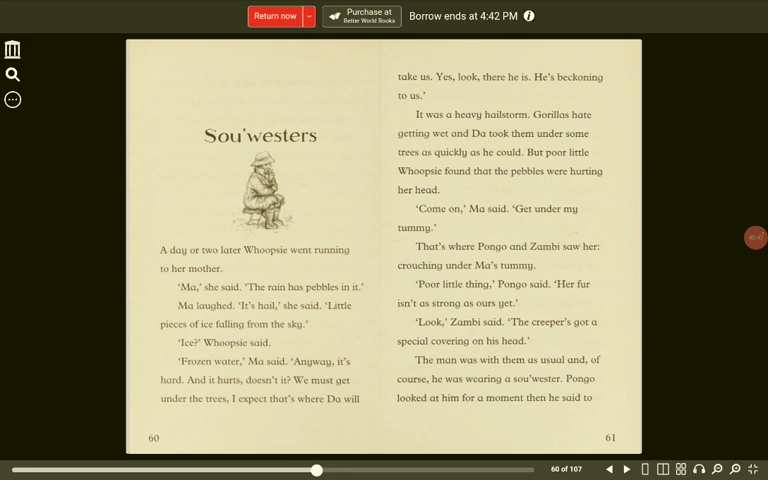 Return now
Purchase at
Better World Books
Borrow ends at 4:42 PM
Sou'westers
A day or two later Whoopsie went running
to her mother.
'Ma,' she said. 'The rain has pebbles in it.'
Ma laughed. 'It's hail,' she said. 'Little
pieces of ice falling from the sky.'
'Ice?' Whoopsie said.
'Frozen water,' Ma said. 'Anyway, it's
hard. And it hurts, doesn't it? We must get
under the trees, I expect that's where Da will
60
take us. Yes, look, there he is. He's beckoning
to us.'
It was a heavy hailstorm. Gorillas hate
getting wet and Da took them under some
trees as quickly as he could. But poor little
Whoopsie found that the pebbles were hurting
her head.
'Come on,' Ma said. 'Get under my
tummy.'
That's where Pongo and Zambi saw her:
crouching under Ma's tummy.
'Poor little thing,' Pongo said. 'Her fur
isn't as strong as ours yet.'
'Look,' Zambi said. 'The creeper's got a
special covering on his head.'
The man was with them as usual and, of
course, he was wearing a sou'wester. Pongo
looked at him for a moment then he said to
61
60 of 107